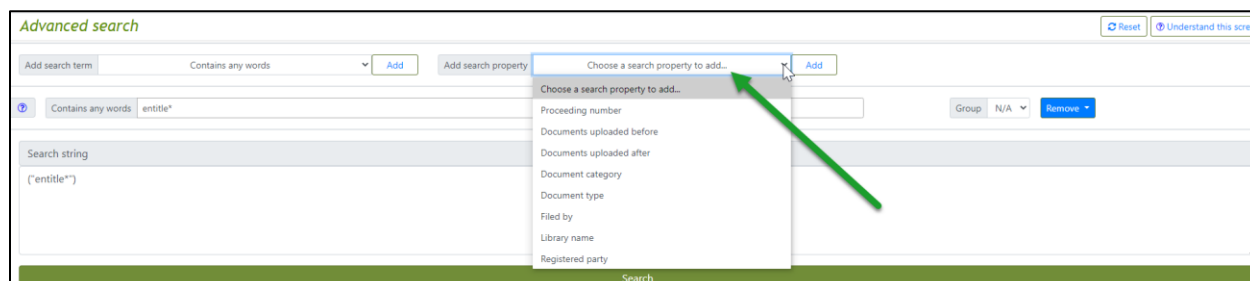 Advanced search
Reset
Understand this scre
Add search term Contains any words Add Add search property Choose a search property to add... Add
Choose a search property to add...
Contains any words entitle* Group N/A Remove
Proceeding number
Documents uploaded before
Documents uploaded after
Document category
Document type
Filed by
Library name
Registered party
Search string
("entitle*")
Search